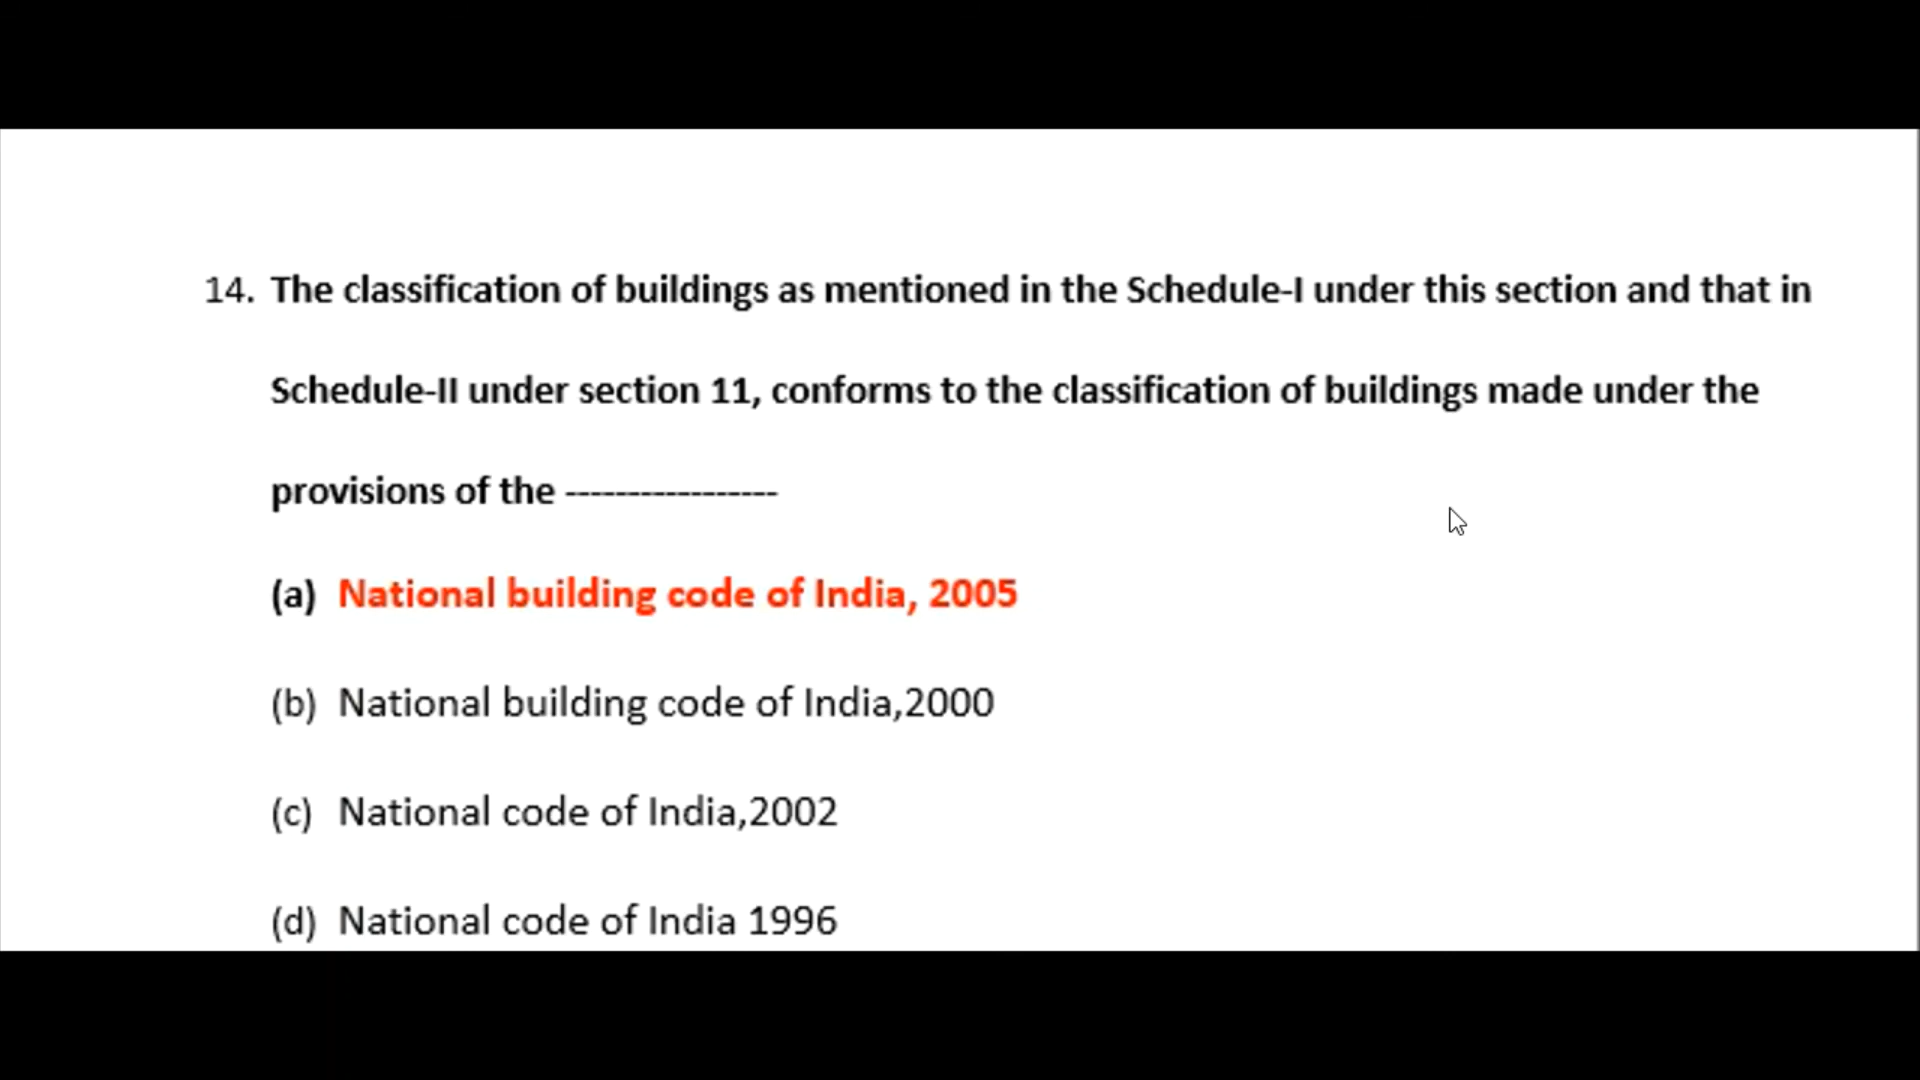 14. The classification of buildings as mentioned in the Schedule-I under this section and that in
Schedule-II under section 11, conforms to the classification of buildings made under the
provisions of the -----------------
(a) National building code of India, 2005
(b) National building code of India,2000
(c) National code of India,2002
(d) National code of India 1996